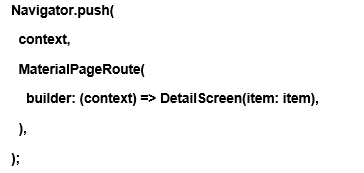 Navigator.push(
context,
MaterialPageRoute(
builder: (context) => DetailScreen(item: item),
),
);